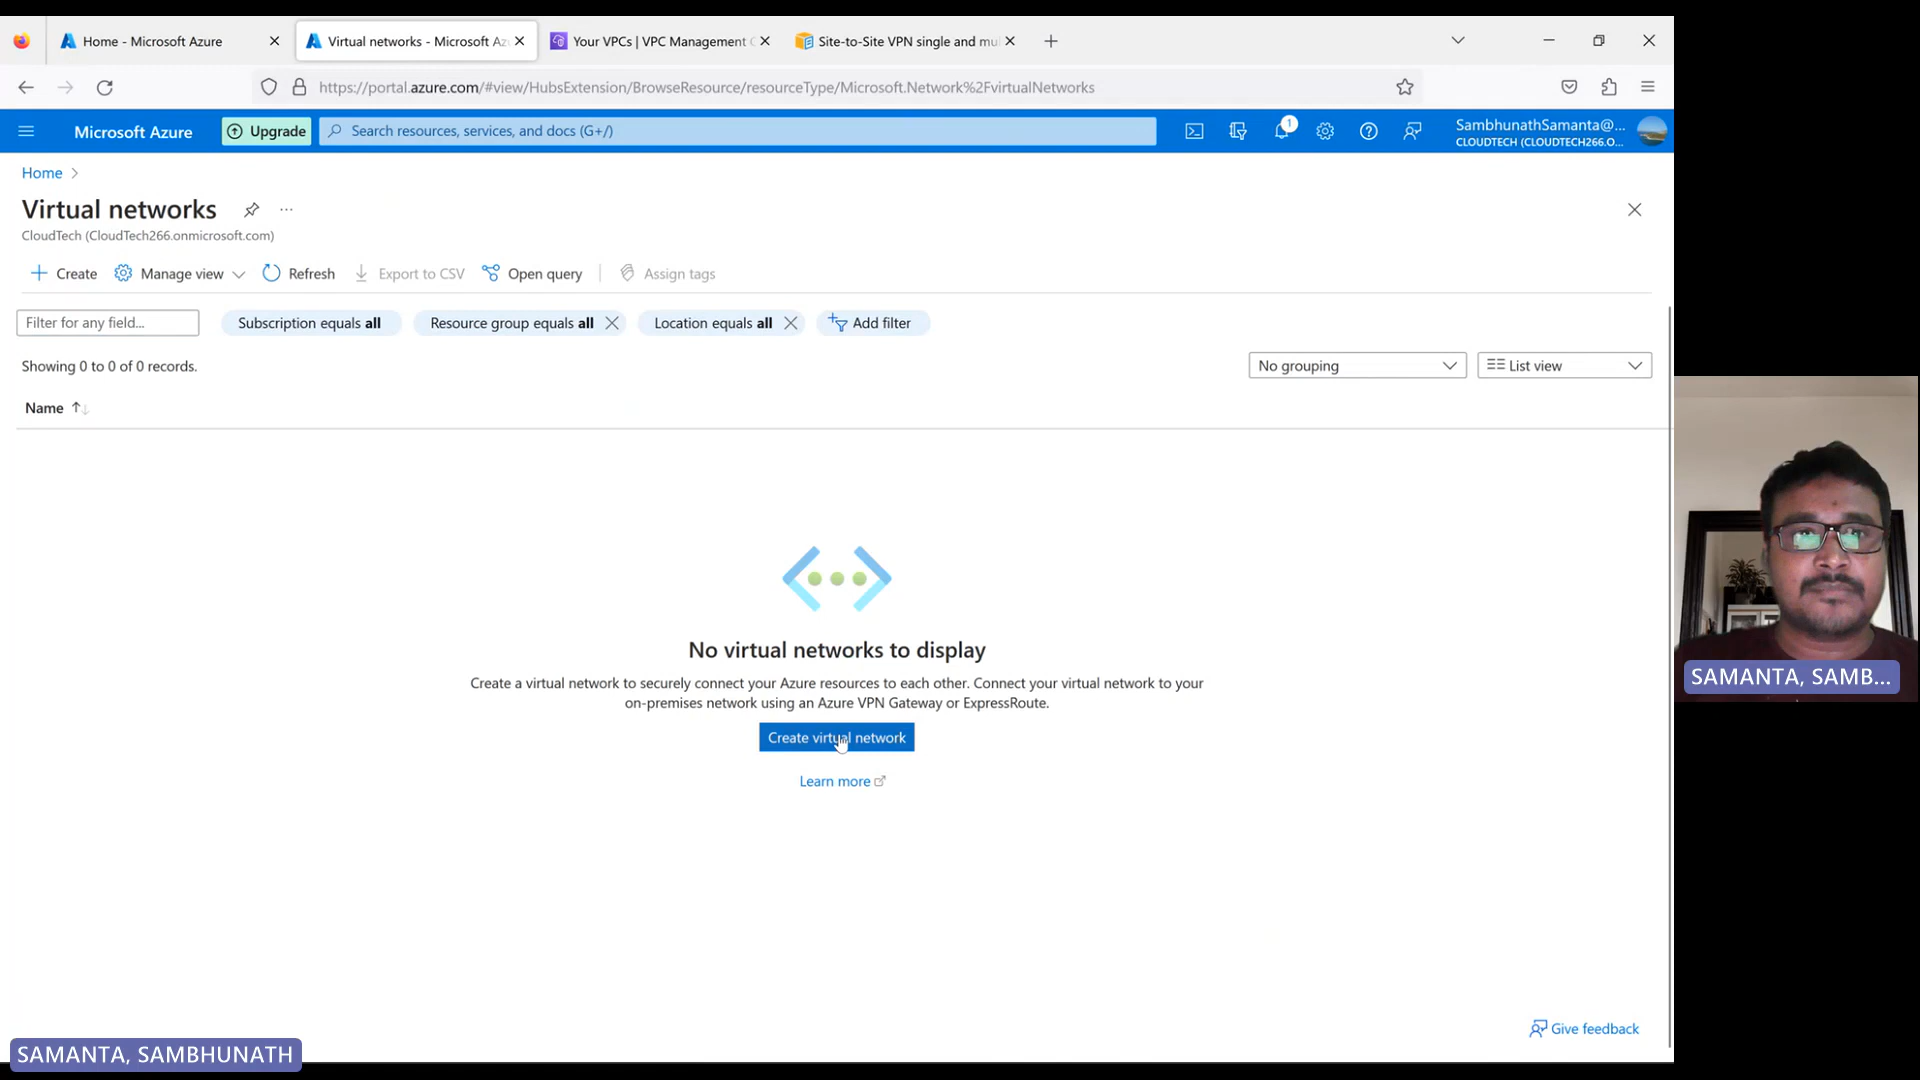 Home - Microsoft Azure
Virtual networks - Microsoft Az
Your VPCs | VPC Management C
Site-to-Site VPN single and mul
https://portal.azure.com/#view/HubsExtension/BrowseResource/resourceType/Microsoft.Network%2FvirtualNetworks
Microsoft Azure
Upgrade
Search resources, services, and docs (G+/)
1
SambhunathSamanta@...
CLOUDTECH (CLOUDTECH266.O...
Home
Virtual networks
...
CloudTech (CloudTech266.onmicrosoft.com)
Create
Manage view
Refresh
Export to CSV
Open query
Assign tags
Filter for any field...
Subscription equals all
Resource group equals all
Location equals all
Add filter
Showing 0 to 0 of 0 records.
No grouping
List view
Name
No virtual networks to display
Create a virtual network to securely connect your Azure resources to each other. Connect your virtual network to your
on-premises network using an Azure VPN Gateway or ExpressRoute.
Create virtual network
Learn more
Give feedback
SAMANTA, SAMBHUNATH
SAMANTA, SAMB...